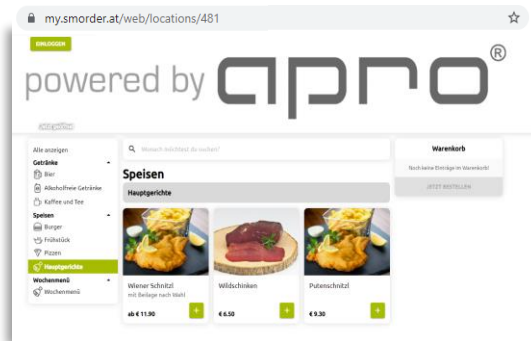 my.smorder.at/web/locations/481
EINLOGGEN
powered by apro®
Jetzt geöffnet
Alle anzeigen
Getränke
Bier
Alkoholfreie Getränke
Kaffee und Tee
Speisen
Burger
Frühstück
Pizzen
Hauptgerichte
Wochenmenü
Wochenmenü
Wonach möchtest du suchen?
Speisen
Hauptgerichte
Wiener Schnitzl
mit Beilage nach Wahl
ab € 11.90
+
Wildschinken
€ 6.50
+
Putenschnitzl
€ 9.30
+
Warenkorb
Noch keine Einträge im Warenkorb!
JETZT BESTELLEN